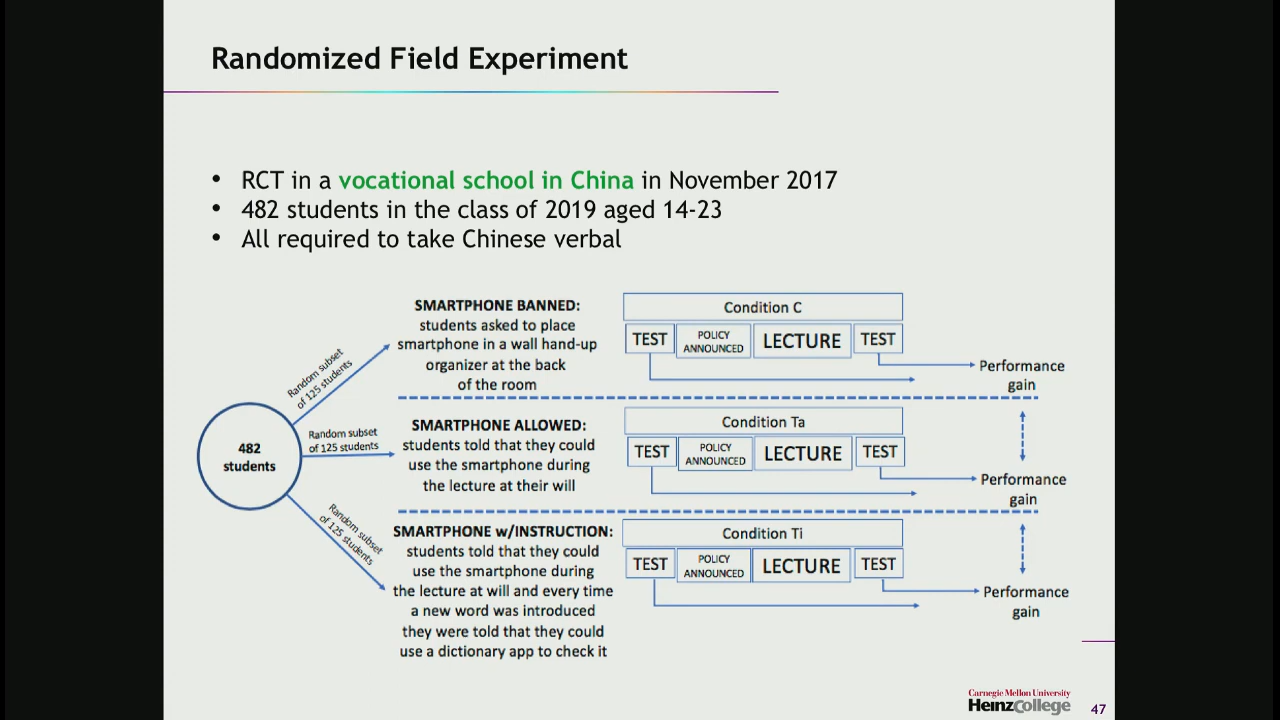 Randomized Field Experiment
• RCT in a vocational school in China in November 2017
• 482 students in the class of 2019 aged 14-23
• All required to take Chinese verbal
482
students
Random subset
of 125 students
SMARTPHONE BANNED:
students asked to place
smartphone in a wall hand-up
organizer at the back
of the room
Condition C
TEST
POLICY
ANNOUNCED
LECTURE
TEST
Performance
gain
Random subset
of 125 students
SMARTPHONE ALLOWED:
students told that they could
use the smartphone during
the lecture at their will
Condition Ta
TEST
POLICY
ANNOUNCED
LECTURE
TEST
Performance
gain
Random subset
of 125 students
SMARTPHONE w/INSTRUCTION:
students told that they could
use the smartphone during
the lecture at will and every time
a new word was introduced
they were told that they could
use a dictionary app to check it
Condition Ti
TEST
POLICY
ANNOUNCED
LECTURE
TEST
Performance
gain
Carnegie Mellon University
HeinzCollege
47